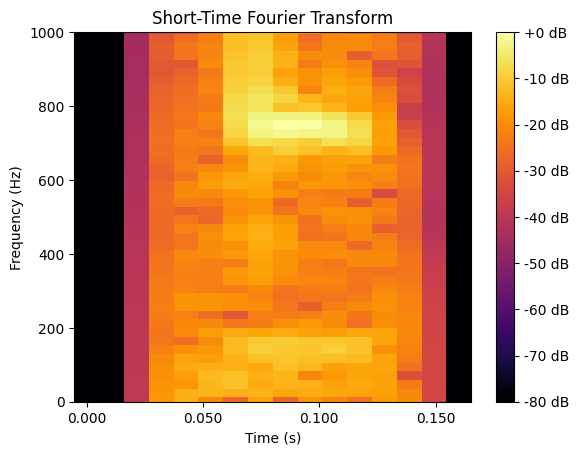 Short-Time Fourier Transform
1000
800
600
400
200
0
Frequency (Hz)
0.000
0.050
0.100
0.150
Time (s)
+0 dB
-10 dB
-20 dB
-30 dB
-40 dB
-50 dB
-60 dB
-70 dB
-80 dB